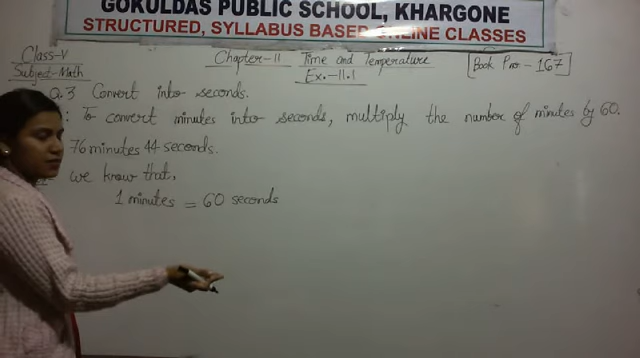 GOKULDAS PUBLIC SCHOOL, KHARGONE
STRUCTURED, SYLLABUS BASED ONLINE CLASSES
Class-V
Subject-Math
Chapter-11 Time and Temperature
Ex.-11.1
Book P no.-167
Q.3 Convert into seconds.
: To convert minutes into seconds, multiply the number of minutes by 60.
76 minutes 44 seconds.
we know that,
1 minutes = 60 seconds